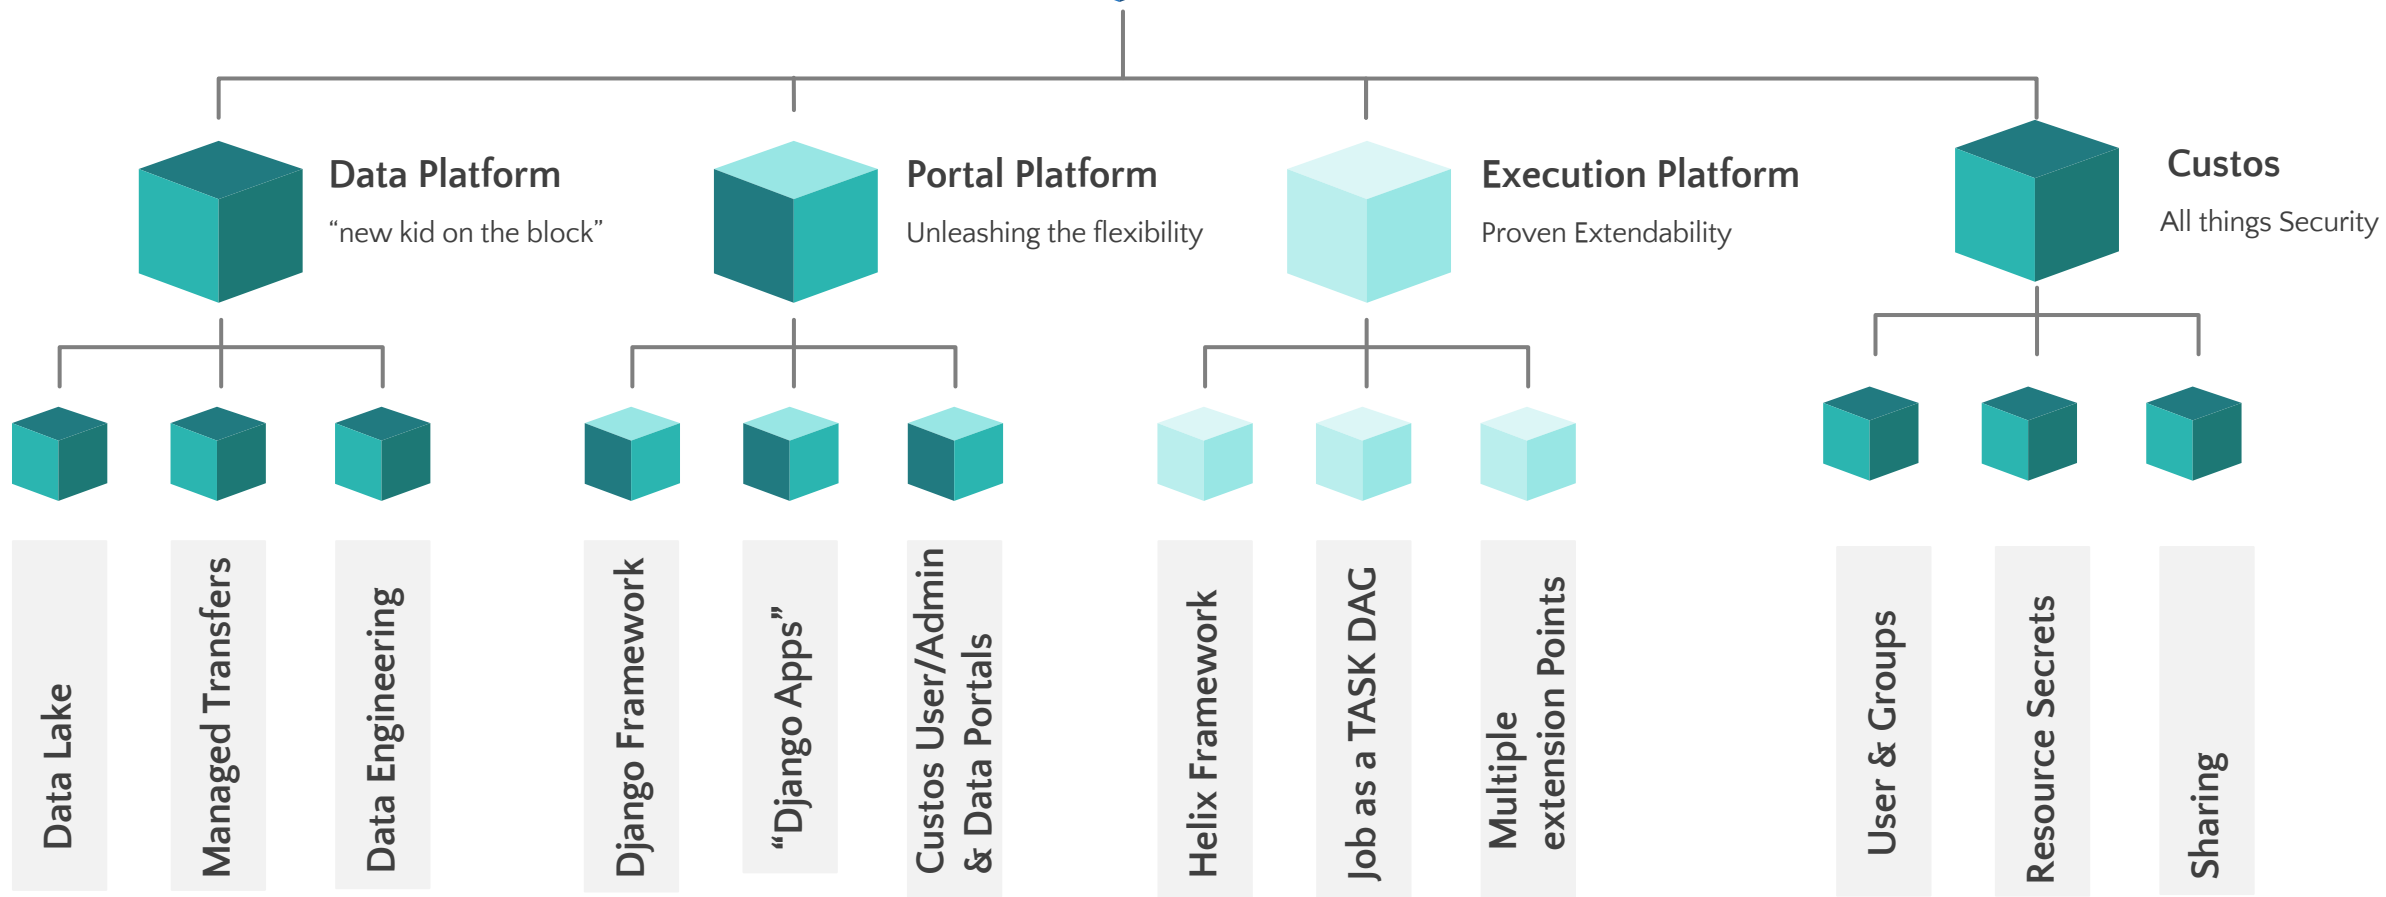 Data Platform
“new kid on the block”
Portal Platform
Unleashing the flexibility
Execution Platform
Proven Extendability
Custos
All things Security
Data Lake
Managed Transfers
Data Engineering
Django Framework
“Django Apps”
Custos User/Admin
& Data Portals
Helix Framework
Job as a TASK DAG
Multiple
extension Points
User & Groups
Resource Secrets
Sharing